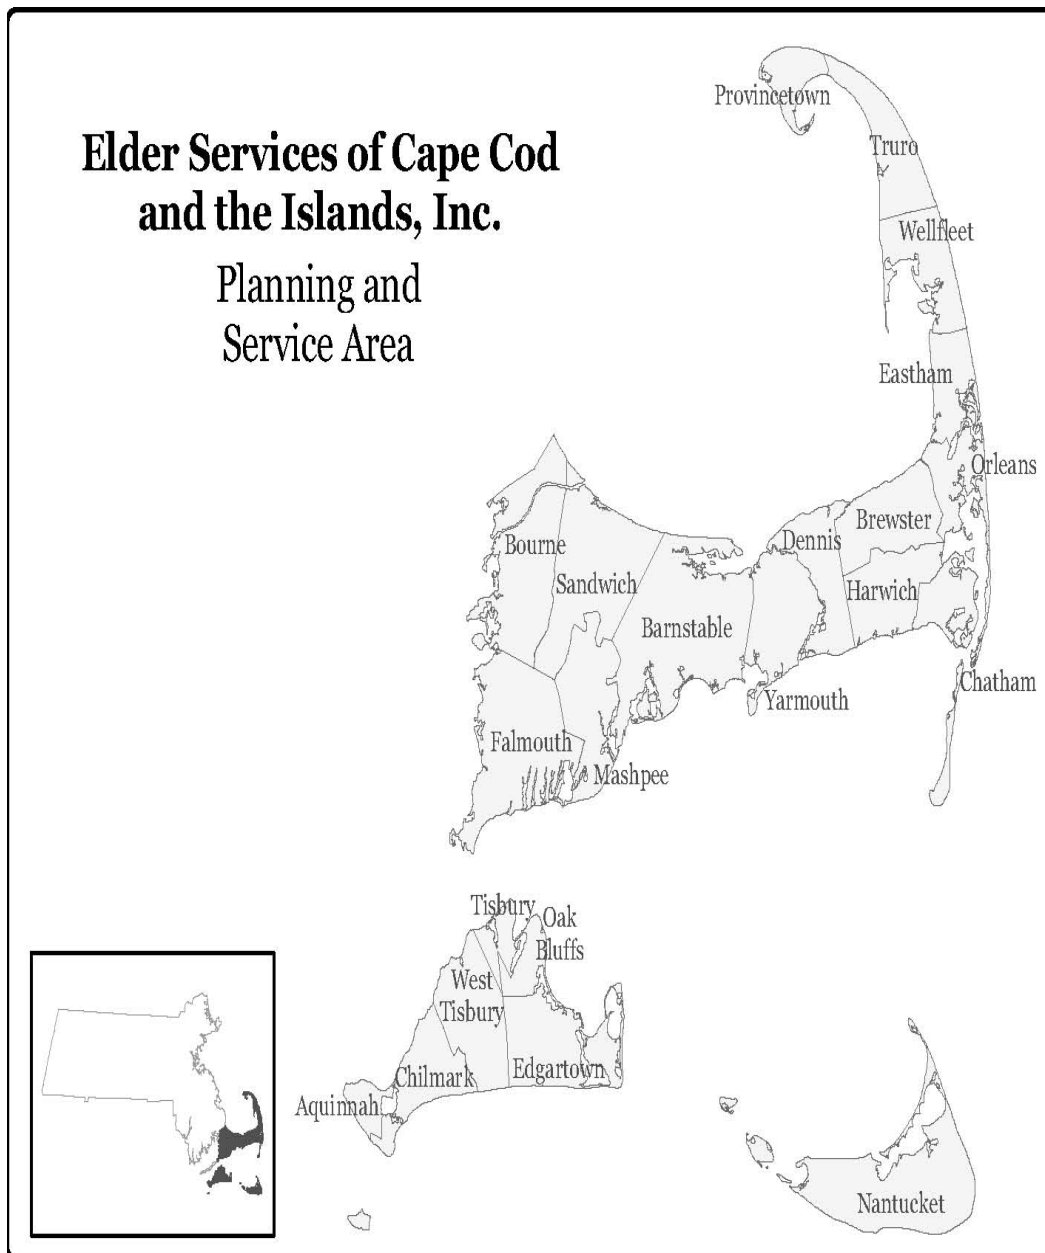 Elder Services of Cape Cod
and the Islands, Inc.
Planning and
Service Area
Provincetown
Truro
Wellfleet
Eastham
Orleans
Brewster
Dennis
Bourne
Sandwich
Harwich
Barnstable
Chatham
Yarmouth
Falmouth
Mashpee
Tisbury
Oak
Bluffs
West
Tisbury
Edgartown
Chilmark
Aquinnah
Nantucket